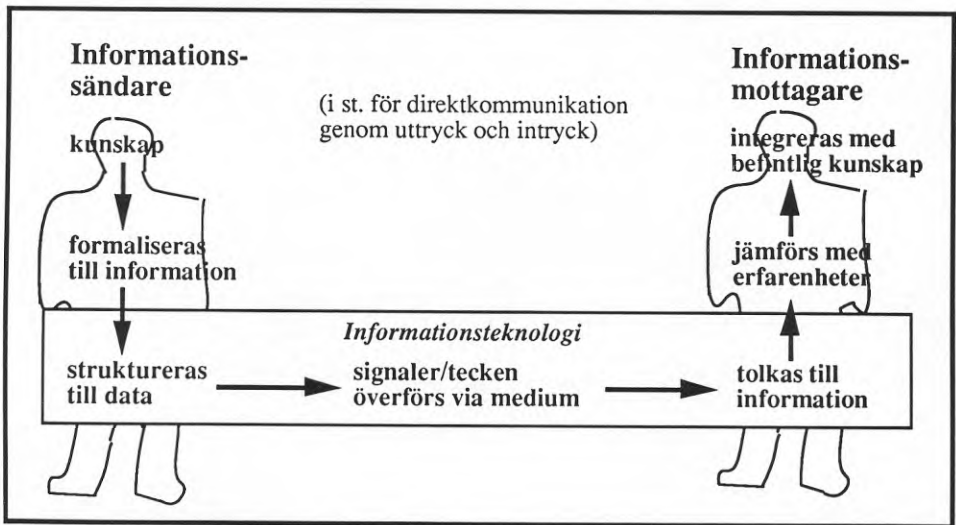 Informations-
sändare
kunskap
formaliseras
till information
struktureras
till data
(i st. för direktkommunikation
genom uttryck och intryck)
Informationsteknologi
signaler/tecken
överförs via medium
Informations-
mottagare
integreras med
befintlig kunskap
jämförs med
erfarenheter
tolkas till
information